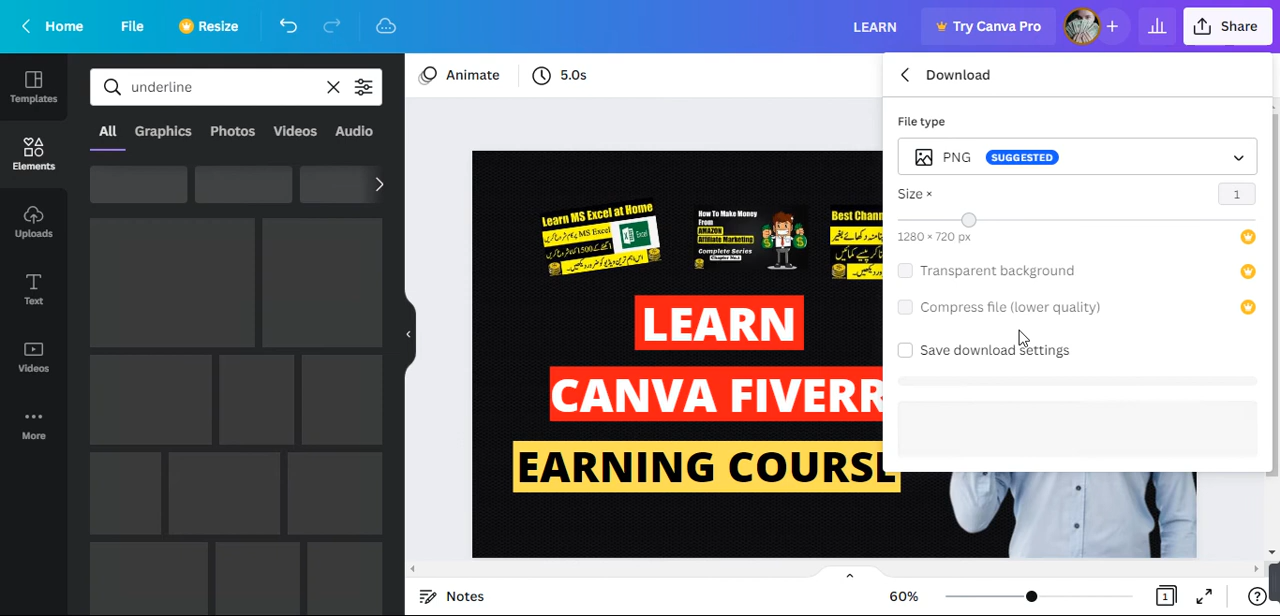 Home File Resize LEARN Try Canva Pro Share
Templates
Elements
Uploads
Text
Videos
More
underline
All Graphics Photos Videos Audio
Animate 5.0s
Download
File type
PNG SUGGESTED
Size × 1
1280 × 720 px
Transparent background
Compress file (lower quality)
Save download settings
Learn MS Excel at Home
How To Make Money
From
AMAZON
Affiliate Marketing
Complete Series
Best Chann
LEARN
CANVA FIVERR
EARNING COURSE
Notes 60% 1